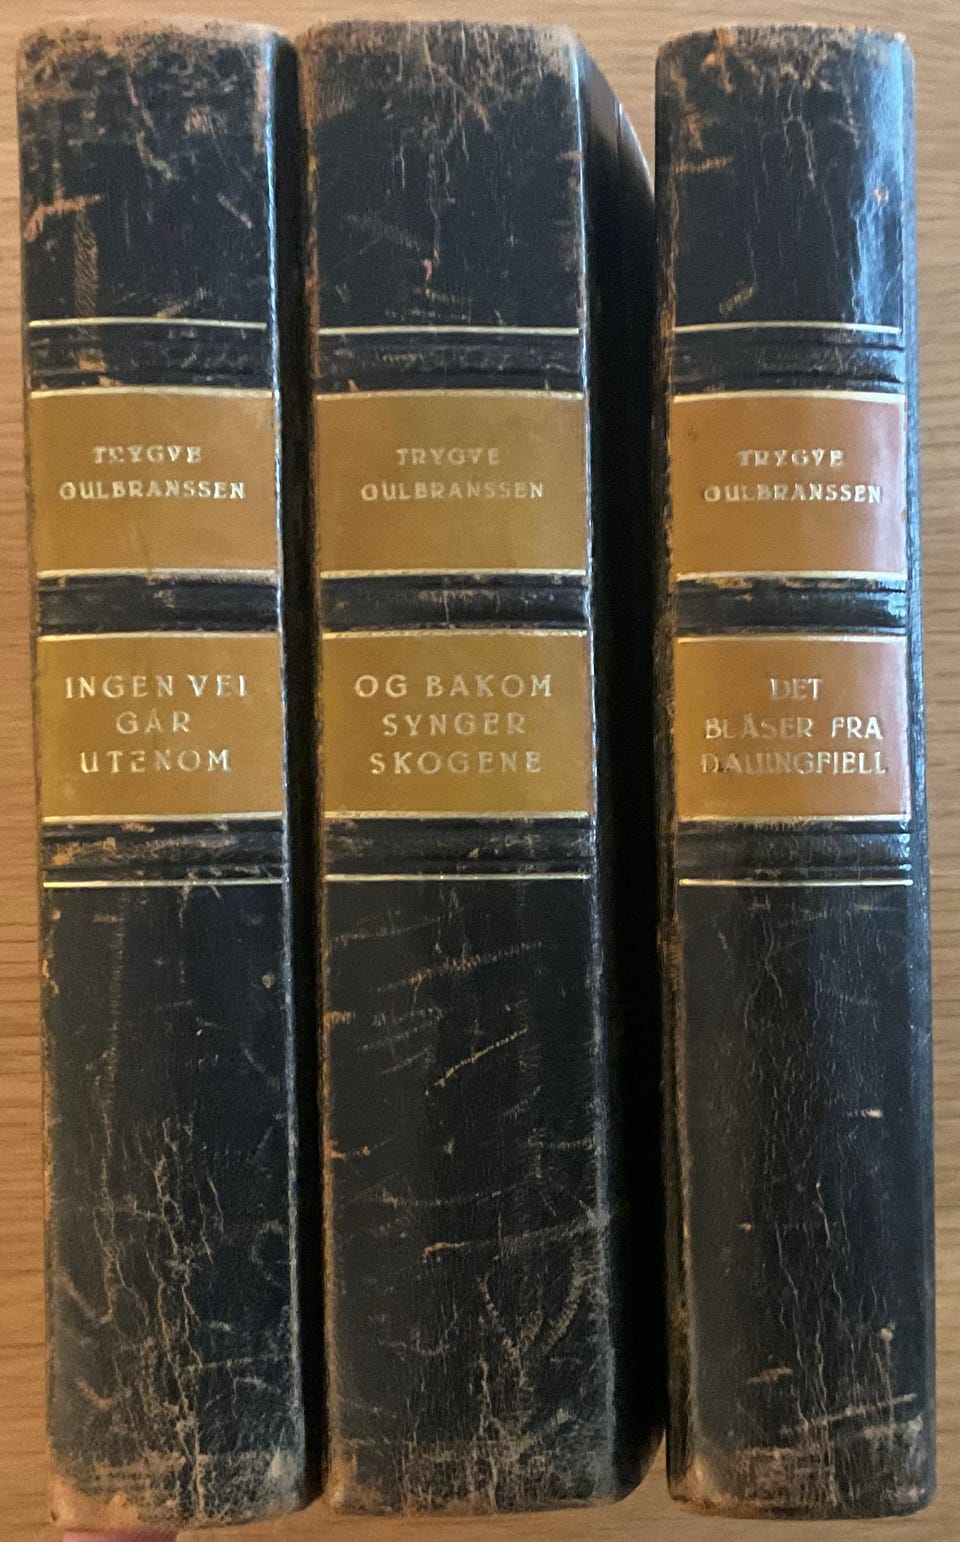 TRYGVE
GULBRANSSEN
INGEN VEI
GÅR
UTENOM
TRYGVE
GULBRANSSEN
OG BAKOM
SYNGER
SKOGENE
TRYGVE
GULBRANSSEN
DET
BLÅSER FRA
DAUINGFJELL